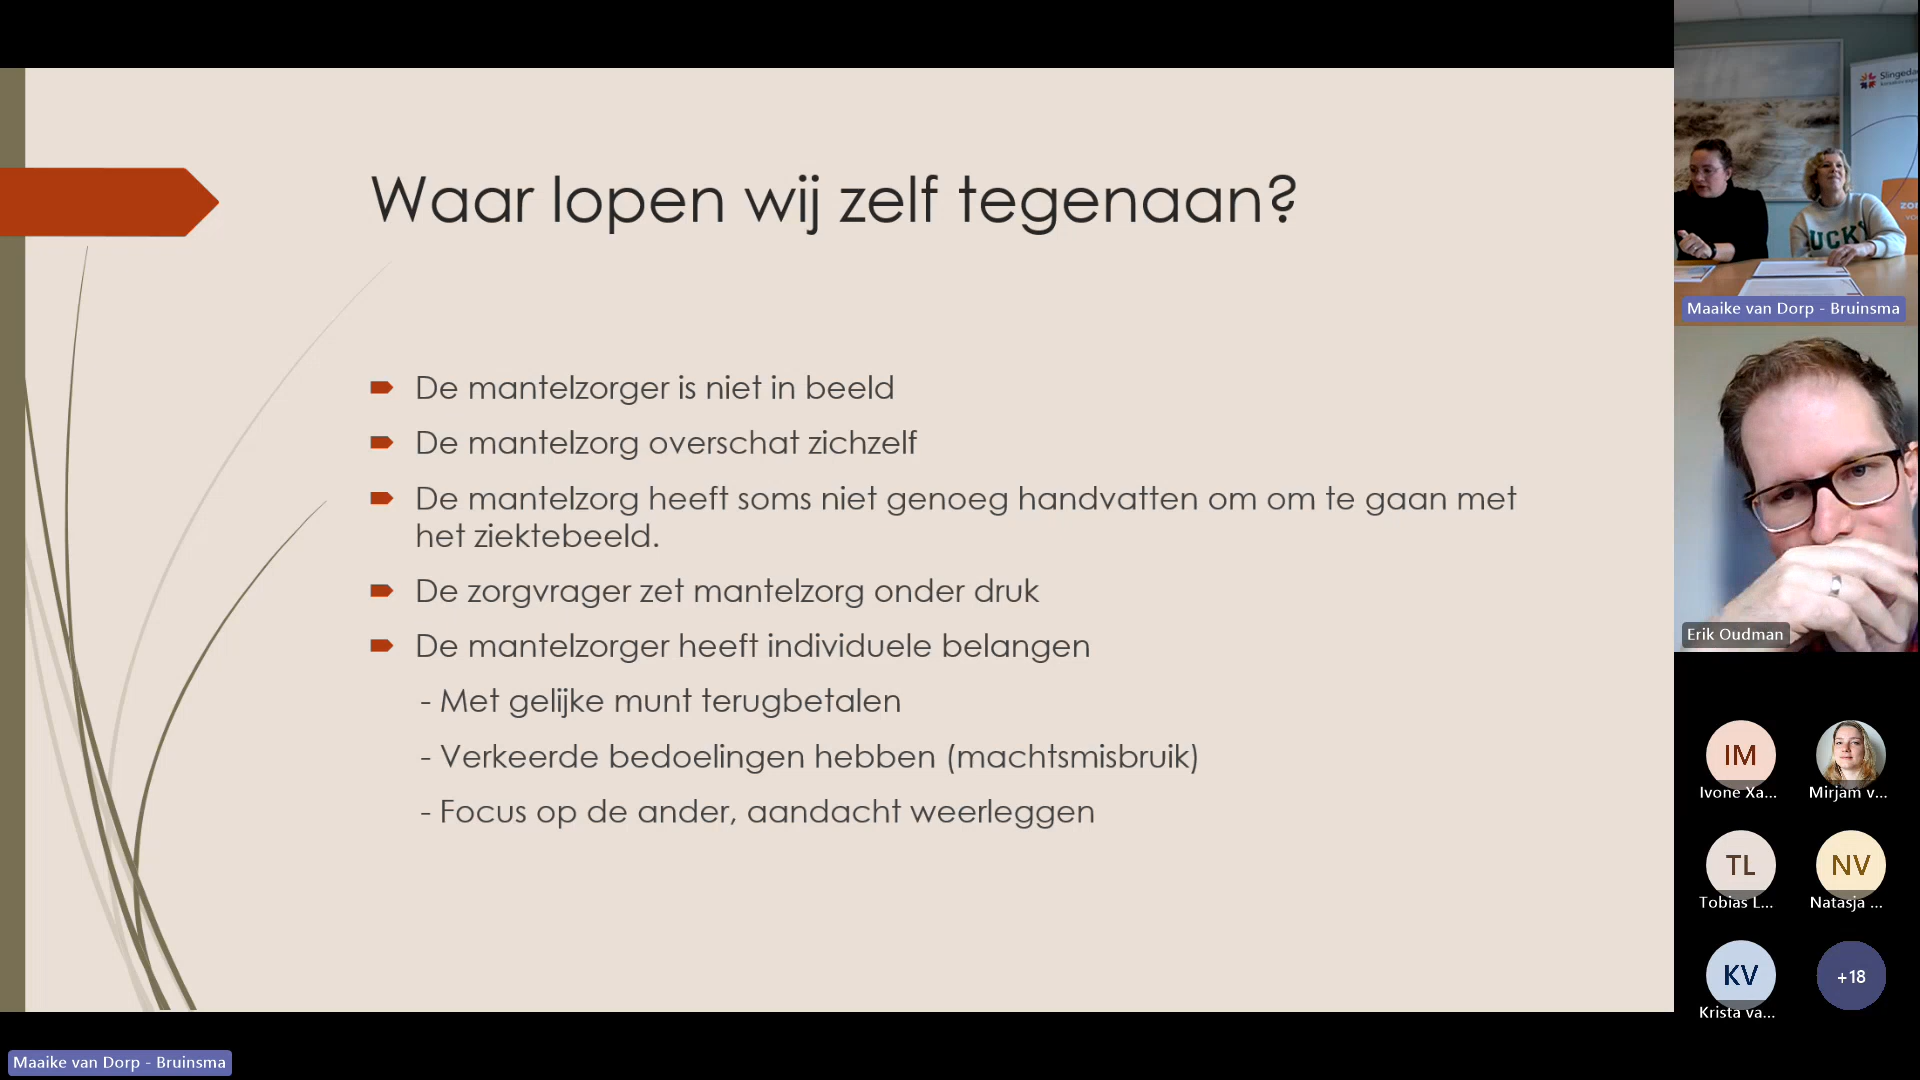 Waar lopen wij zelf tegenaan?
De mantelzorger is niet in beeld
De mantelzorg overschat zichzelf
De mantelzorg heeft soms niet genoeg handvatten om om te gaan met
het ziektebeeld.
De zorgvrager zet mantelzorg onder druk
De mantelzorger heeft individuele belangen
- Met gelijke munt terugbetalen
- Verkeerde bedoelingen hebben (machtsmisbruik)
- Focus op de ander, aandacht weerleggen
Maaike van Dorp - Bruinsma
UCKY
Maaike van Dorp - Bruinsma
Erik Oudman
IM
Ivone Xa...
Mirjam v...
TL
Tobias L...
NV
Natasja ...
KV
Krista va...
+18